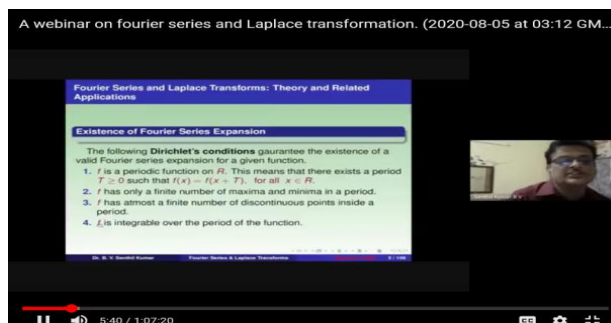 A webinar on fourier series and Laplace transformation. (2020-08-05 at 03:12 GM...
Fourier Series and Laplace Transforms: Theory and Related
Applications
Existence of Fourier Series Expansion
The following Dirichlet's conditions gaurantee the existence of a
valid Fourier series expansion for a given function.
1. f is a periodic function on R. This means that there exists a period
T ≥ 0 such that f(x) = f(x + T), for all x ∈ R.
2. f has only a finite number of maxima and minima in a period.
3. f has atmost a finite number of discontinuous points inside a
period.
4. f is integrable over the period of the function.
Dr. B. V. Senthil Kumar Fourier Series & Laplace Transforms
5:40 / 1:07:20
CC